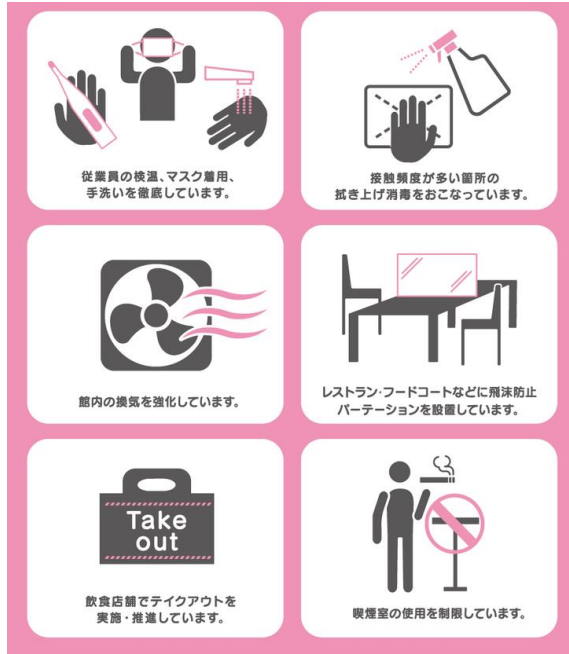 従業員の検温、マスク着用、
手洗いを徹底しています。
接触頻度が多い箇所の
拭き上げ消毒をおこなっています。
館内の換気を強化しています。
レストラン・フードコートなどに飛沫防止
パーテーションを設置しています。
Take
out
飲食店舗でテイクアウトを
実施・推進しています。
喫煙室の使用を制限しています。